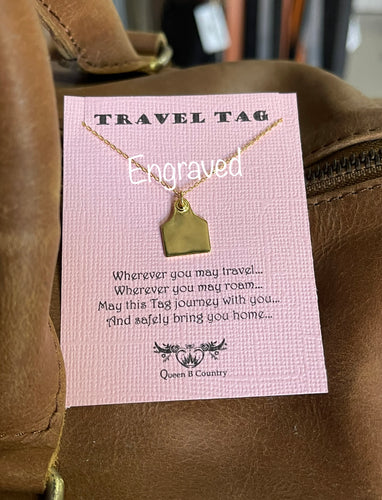 TRAVEL TAG
Engraved
Wherever you may travel...
Wherever you may roam...
May this Tag journey with you...
And safely bring you home...
Queen B Country